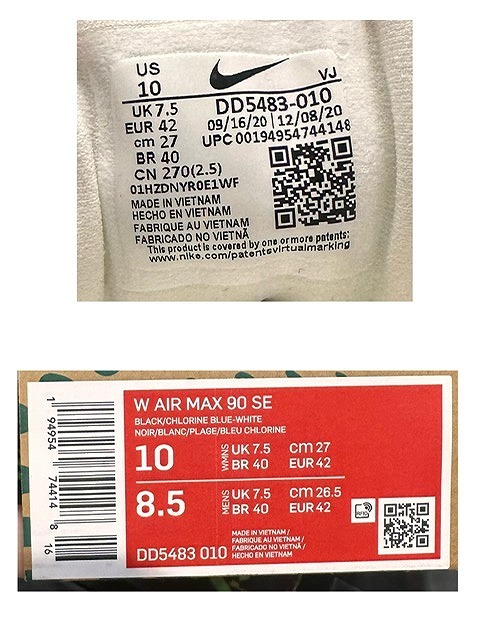 US
10
VJ
UK 7.5
DD5483-010
EUR 42
09/16/20 | 12/08/20
cm 27
UPC 00194954744148
BR 40
CN 270(2.5)
01HZDNYR0E1WF
MADE IN VIETNAM
HECHO EN VIETNAM
FABRIQUE AU VIETNAM
FABRICADO NO VIETNÃ
This product is covered by one or more patents:
www.nike.com/patentsvirtualmarking
1 94954 74414 8 16
W AIR MAX 90 SE
BLACK/CHLORINE BLUE-WHITE
NOIR/BLANC/PLAGE/BLEU CHLORINE
10 WMNS UK 7.5 cm 27
BR 40 EUR 42
8.5 MENS UK 7.5 cm 26.5
BR 40 EUR 42
RFID
DD5483 010
MADE IN VIETNAM /
FABRIQUE AU VIETNAM /
FABRICADO NO VIETNÃ /
HECHO EN VIETNAM